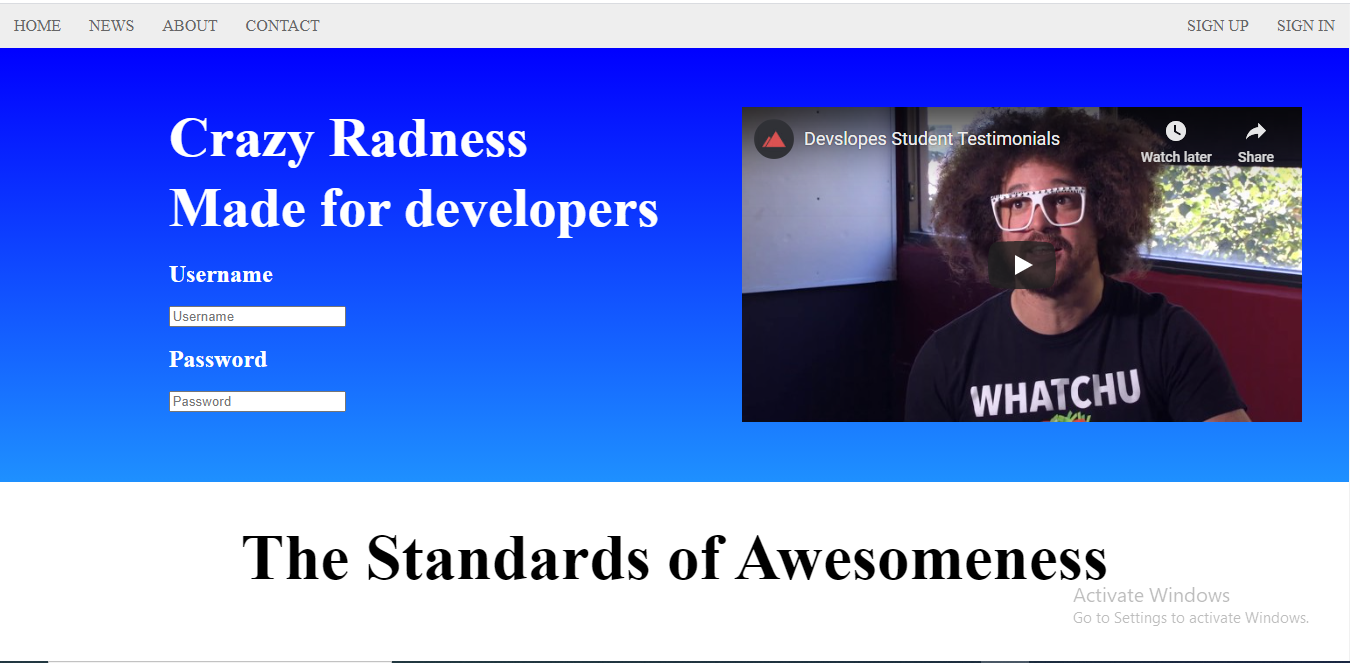 HOME NEWS ABOUT CONTACT SIGN UP SIGN IN
Crazy Radness
Made for developers
Username
Username
Password
Password
Devslopes Student Testimonials
Watch later Share
WHATCHU
The Standards of Awesomeness
Activate Windows
Go to Settings to activate Windows.